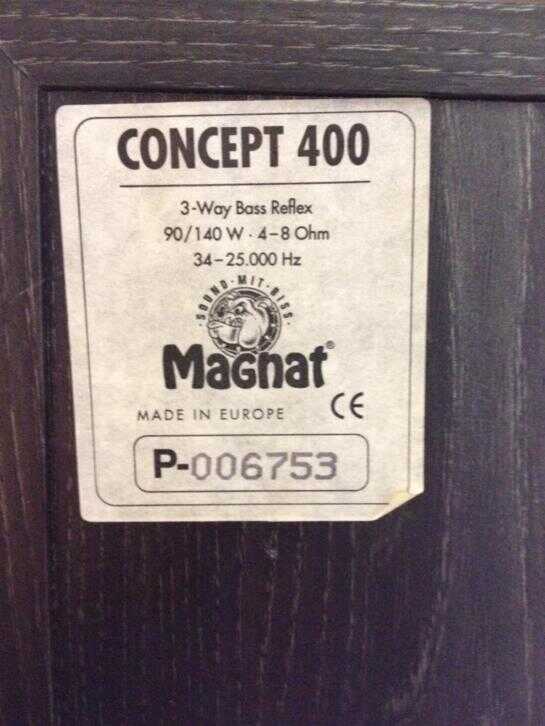 CONCEPT 400
3-Way Bass Reflex
90/140 W · 4-8 Ohm
34-25.000 Hz
·SOUND·MIT·BISS·
Magnat®
MADE IN EUROPE CE
P-006753